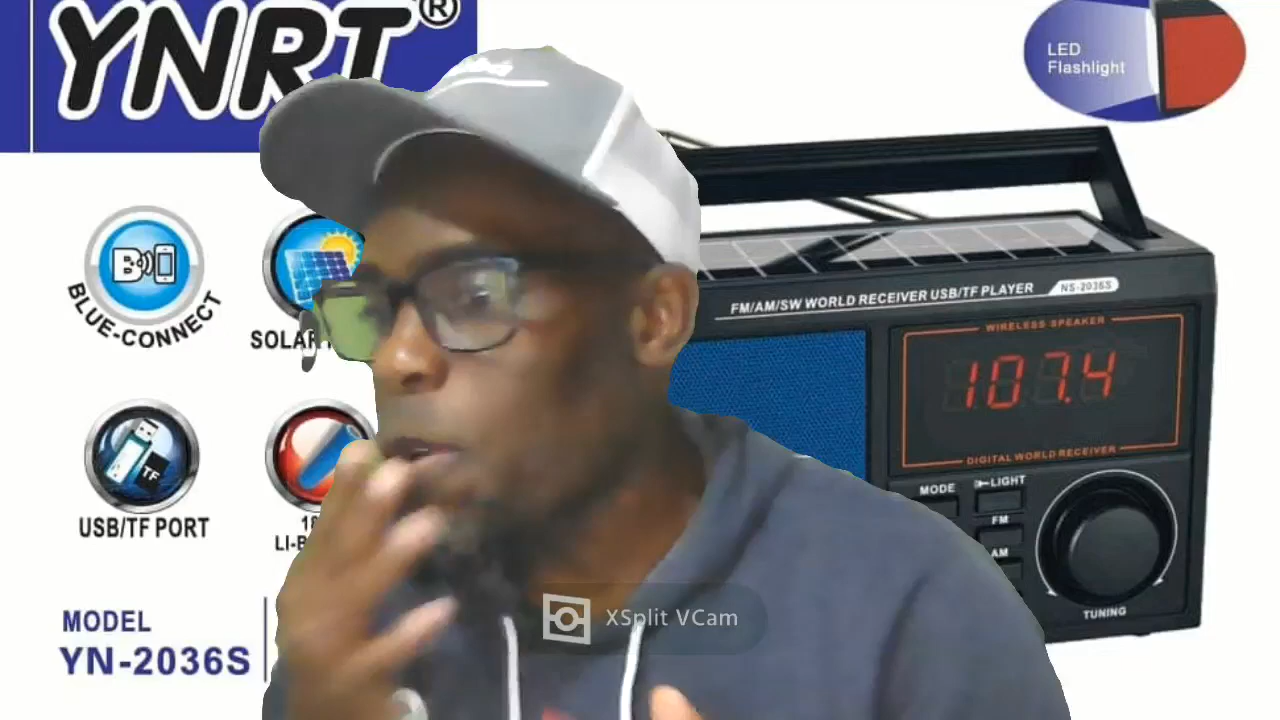 YNRT®
LED
Flashlight
BLUE-CONNECT
SOLAR
FM/AM/SW WORLD RECEIVER USB/TF PLAYER
NS-2036S
WIRELESS SPEAKER
107.4
DIGITAL WORLD RECEIVER
B
TF
USB/TF PORT
MODE
LIGHT
FM
AM
TUNING
XSplit VCam
MODEL
YN-2036S